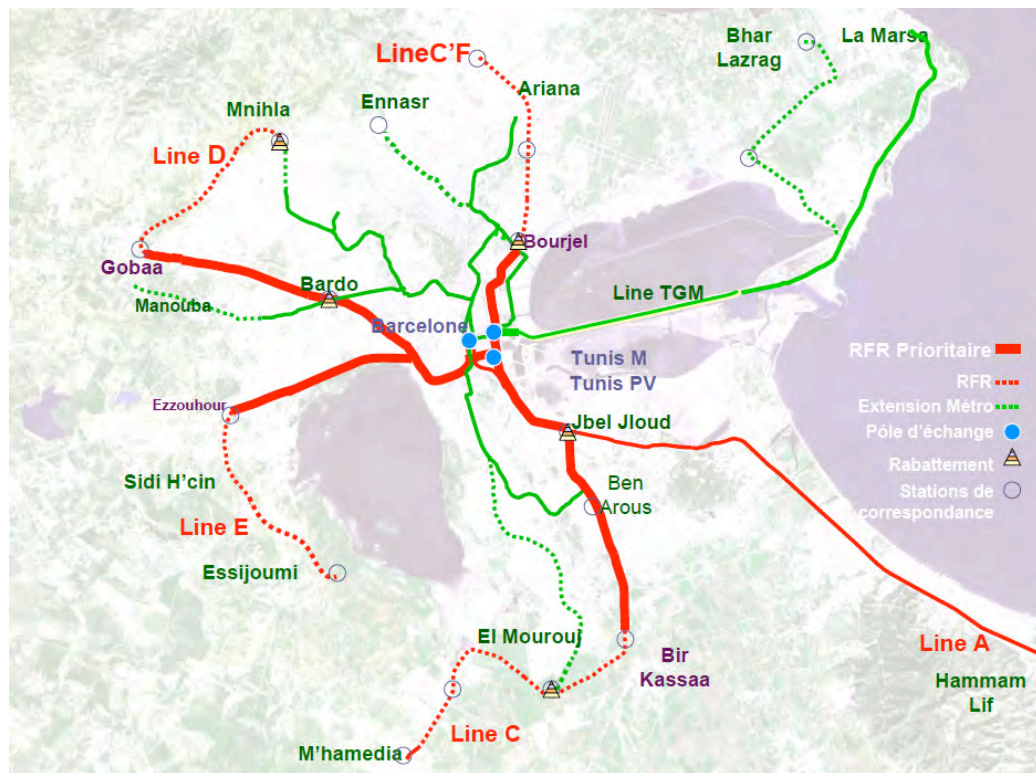 LineC'F
Bhar
Lazrag
La Marsa
Ennasr
Ariana
Mnihla
Line D
Bourjel
Gobaa
Bardo
Manouba
Line TGM
Barcelone
Tunis M
Tunis PV
Ezzouhour
Jbel Jloud
Sidi H'cin
Ben
Arous
Line E
Essijoumi
El Mourouj
Bir
Kassaa
Line A
Hammam
Lif
Line C
M'hamedia
RFR Prioritaire
RFR
Extension Métro
Pôle d'échange
Rabattement
Stations de
correspondance